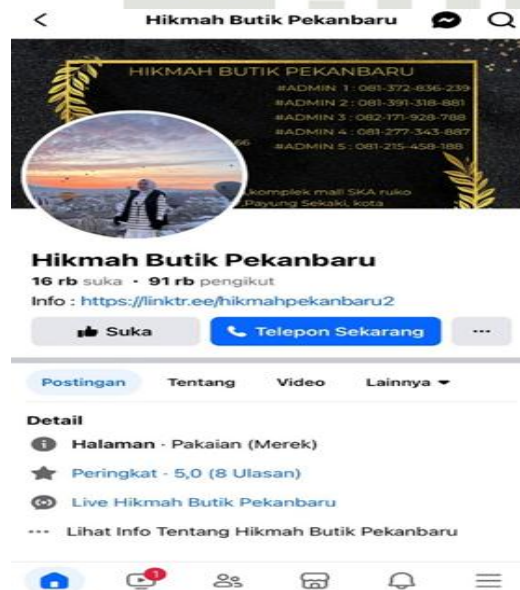 Hikmah Butik Pekanbaru
HIKMAH BUTIK PEKANBARU
#ADMIN 1 : 081-372-836-239
#ADMIN 2 : 081-391-318-881
#ADMIN 3 : 082-171-928-788
#ADMIN 4 : 081-277-343-887
#ADMIN 5 : 081-215-458-188
komplek mall SKA ruko
,Payung Sekaki, kota
Hikmah Butik Pekanbaru
16 rb suka · 91 rb pengikut
Info : https://linktr.ee/hikmahpekanbaru2
Suka
Telepon Sekarang
Postingan Tentang Video Lainnya
Detail
Halaman · Pakaian (Merek)
Peringkat · 5,0 (8 Ulasan)
Live Hikmah Butik Pekanbaru
Lihat Info Tentang Hikmah Butik Pekanbaru
1